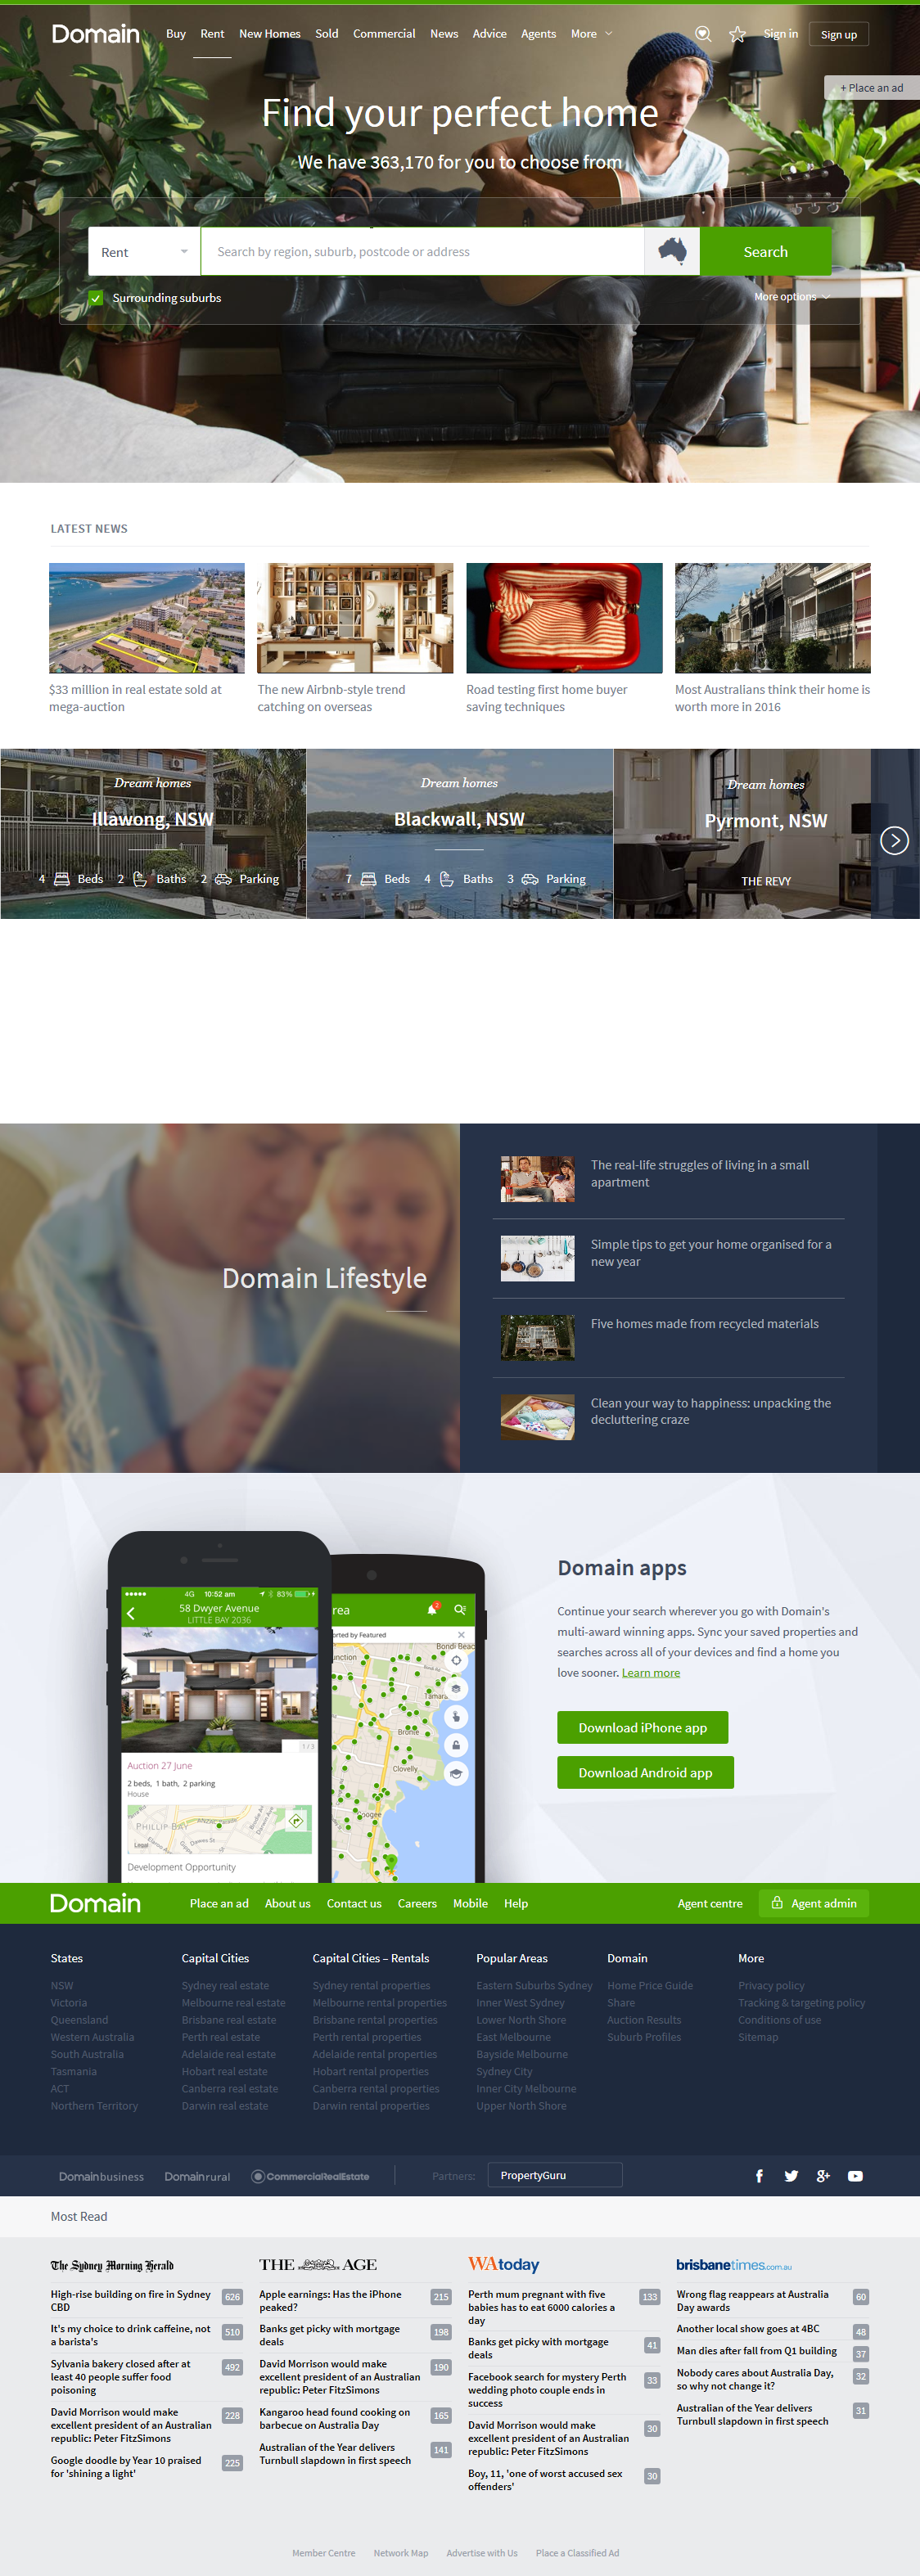 Domain Buy Rent New Homes Sold Commercial News Advice Agents More Sign in Sign up
+ Place an ad
Find your perfect home
We have 363,170 for you to choose from
Rent Search by region, suburb, postcode or address Search
Surrounding suburbs More options
LATEST NEWS
$33 million in real estate sold at
mega-auction
The new Airbnb-style trend
catching on overseas
Road testing first home buyer
saving techniques
Most Australians think their home is
worth more in 2016
Dream homes
Illawong, NSW
4 Beds 2 Baths 2 Parking
Dream homes
Blackwall, NSW
7 Beds 4 Baths 3 Parking
Dream homes
Pyrmont, NSW
THE REVY
Domain Lifestyle
The real-life struggles of living in a small
apartment
Simple tips to get your home organised for a
new year
Five homes made from recycled materials
Clean your way to happiness: unpacking the
decluttering craze
4G 10:52 am 83%
58 Dwyer Avenue
LITTLE BAY 2036
1 / 3
Auction 27 June
2 beds, 1 bath, 2 parking
House
PHILLIP BAY
Legal
Development Opportunity
rea 2
orted by Featured
Bondi Beac
unction
Tamara
Bronte
Clovelly
oogee
Domain apps
Continue your search wherever you go with Domain's
multi-award winning apps. Sync your saved properties and
searches across all of your devices and find a home you
love sooner. Learn more
Download iPhone app
Download Android app
Domain Place an ad About us Contact us Careers Mobile Help Agent centre Agent admin
States
NSW
Victoria
Queensland
Western Australia
South Australia
Tasmania
ACT
Northern Territory
Capital Cities
Sydney real estate
Melbourne real estate
Brisbane real estate
Perth real estate
Adelaide real estate
Hobart real estate
Canberra real estate
Darwin real estate
Capital Cities – Rentals
Sydney rental properties
Melbourne rental properties
Brisbane rental properties
Perth rental properties
Adelaide rental properties
Hobart rental properties
Canberra rental properties
Darwin rental properties
Popular Areas
Eastern Suburbs Sydney
Inner West Sydney
Lower North Shore
East Melbourne
Bayside Melbourne
Sydney City
Inner City Melbourne
Upper North Shore
Domain
Home Price Guide
Share
Auction Results
Suburb Profiles
More
Privacy policy
Tracking & targeting policy
Conditions of use
Sitemap
Domain business Domain rural CommercialRealEstate Partners: PropertyGuru
Most Read
The Sydney Morning Herald
High-rise building on fire in Sydney 626
CBD
It's my choice to drink caffeine, not 510
a barista's
Sylvania bakery closed after at 492
least 40 people suffer food
poisoning
David Morrison would make 228
excellent president of an Australian
republic: Peter FitzSimons
Google doodle by Year 10 praised 225
for 'shining a light'
THE AGE
Apple earnings: Has the iPhone 215
peaked?
Banks get picky with mortgage 198
deals
David Morrison would make 190
excellent president of an Australian
republic: Peter FitzSimons
Kangaroo head found cooking on 165
barbecue on Australia Day
Australian of the Year delivers 141
Turnbull slapdown in first speech
WAtoday
Perth mum pregnant with five 133
babies has to eat 6000 calories a
day
Banks get picky with mortgage 41
deals
Facebook search for mystery Perth 33
wedding photo couple ends in
success
David Morrison would make 30
excellent president of an Australian
republic: Peter FitzSimons
Boy, 11, 'one of worst accused sex 30
offenders'
brisbanetimes.com.au
Wrong flag reappears at Australia 60
Day awards
Another local show goes at 4BC 48
Man dies after fall from Q1 building 37
Nobody cares about Australia Day, 32
so why not change it?
Australian of the Year delivers 31
Turnbull slapdown in first speech
Member Centre Network Map Advertise with Us Place a Classified Ad